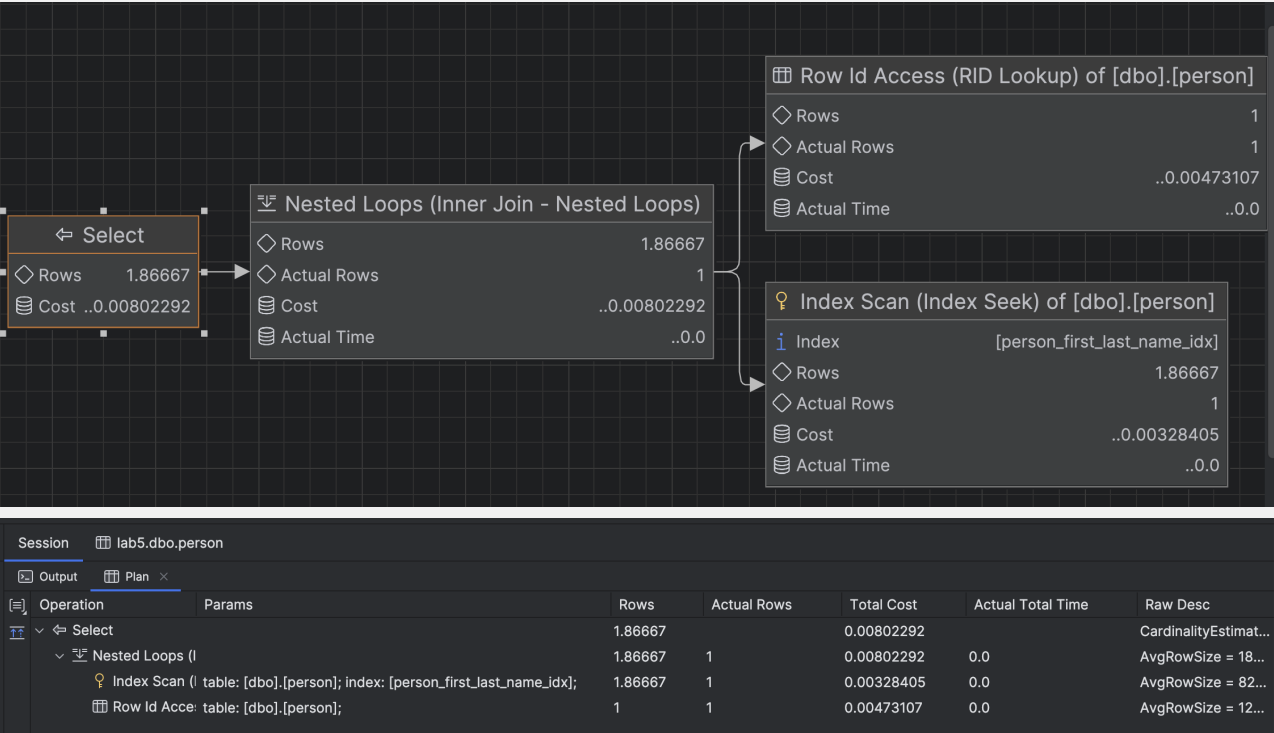 Row Id Access (RID Lookup) of [dbo].[person]
Rows 1
Actual Rows 1
Cost ..0.00473107
Actual Time ..0.0
Nested Loops (Inner Join - Nested Loops)
Rows 1.86667
Actual Rows 1
Cost ..0.00802292
Actual Time ..0.0
Select
Rows 1.86667
Cost ..0.00802292
Index Scan (Index Seek) of [dbo].[person]
Index [person_first_last_name_idx]
Rows 1.86667
Actual Rows 1
Cost ..0.00328405
Actual Time ..0.0
Session lab5.dbo.person
Output Plan
Operation Params Rows Actual Rows Total Cost Actual Total Time Raw Desc
Select 1.86667 0.00802292 CardinalityEstimat...
Nested Loops (I 1.86667 1 0.00802292 0.0 AvgRowSize = 18...
Index Scan (I table: [dbo].[person]; index: [person_first_last_name_idx]; 1.86667 1 0.00328405 0.0 AvgRowSize = 82...
Row Id Acce: table: [dbo].[person]; 1 1 0.00473107 0.0 AvgRowSize = 12...